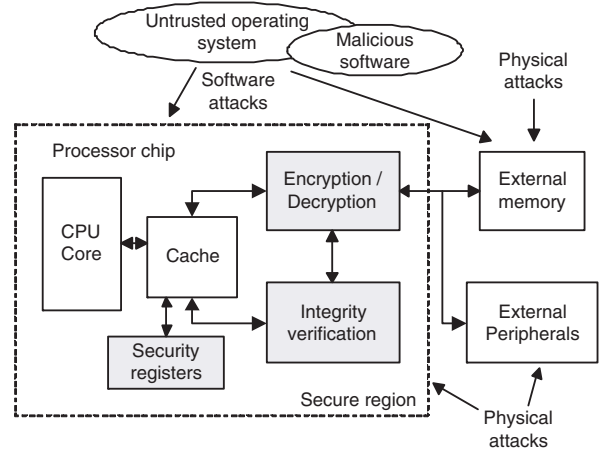 Untrusted operating
system
Malicious
software
Software
attacks
Physical
attacks
Processor chip
CPU
Core
Cache
Encryption /
Decryption
External
memory
Integrity
verification
External
Peripherals
Security
registers
Secure region
Physical
attacks